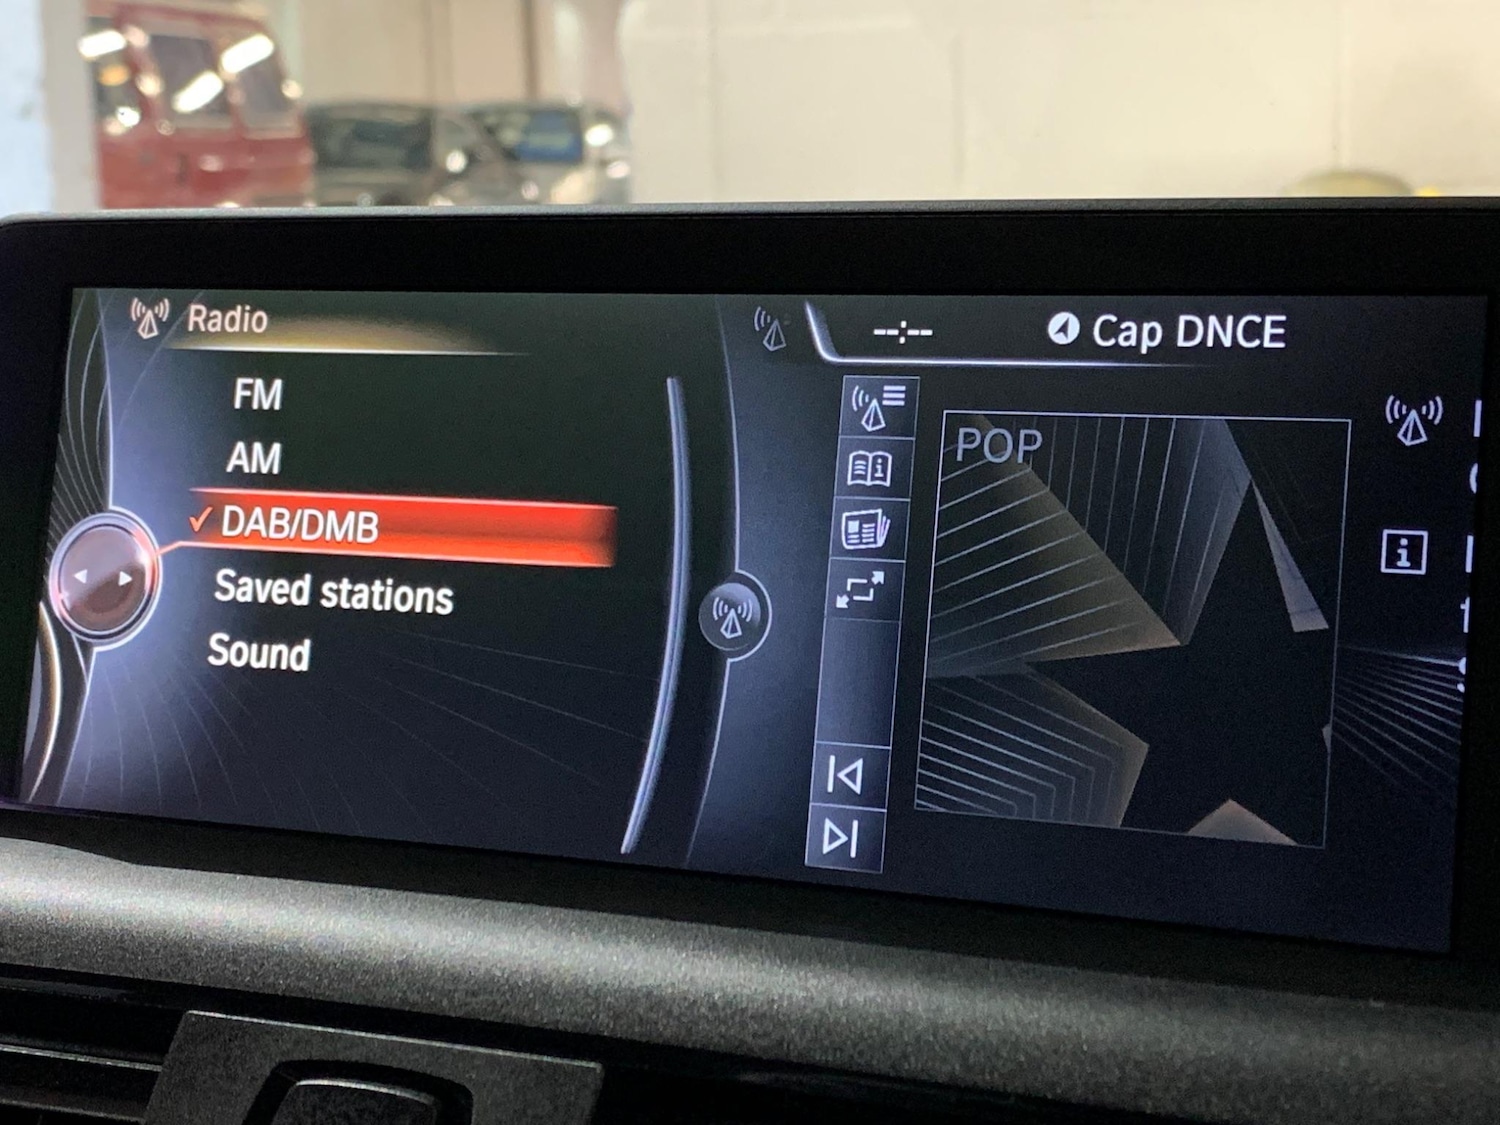 Radio
FM
AM
✓ DAB/DMB
Saved stations
Sound
--:--
Cap DNCE
POP